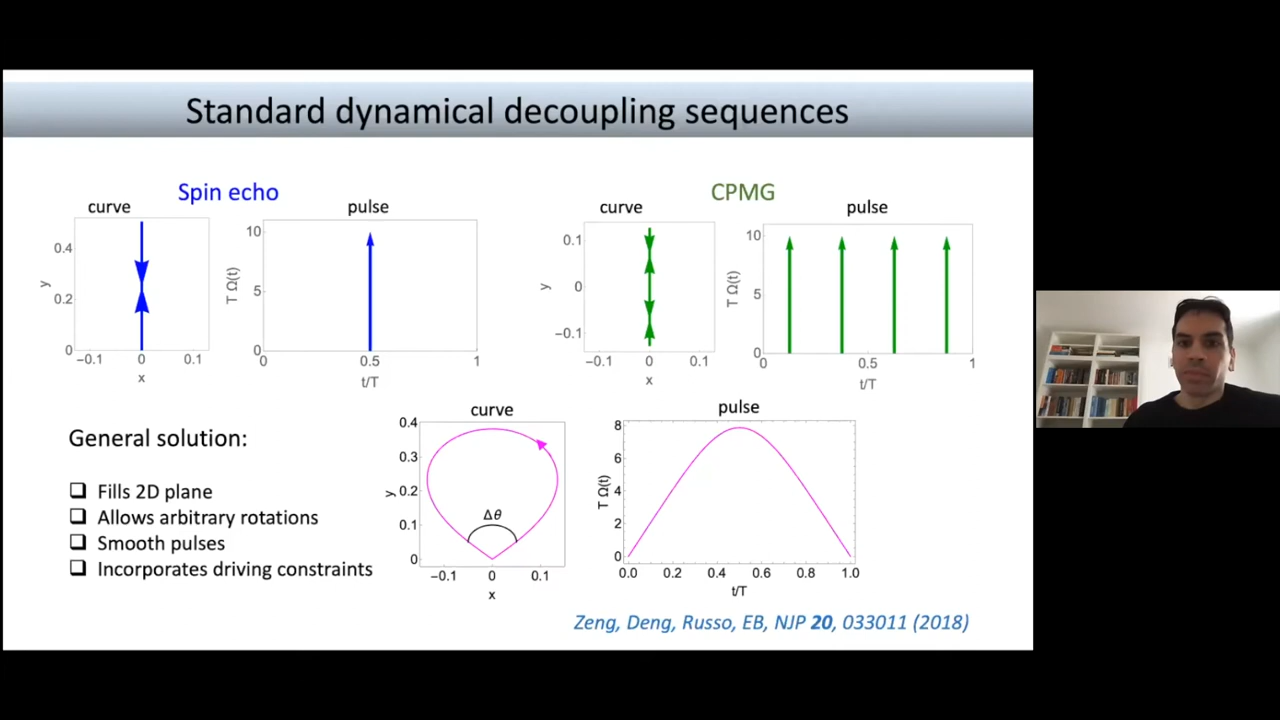 Standard dynamical decoupling sequences
Spin echo
curve
0.4
0.2
0
y
−0.1
0
0.1
x
pulse
10
5
0
T Ω(t)
0
0.5
1
t/T
CPMG
curve
0.1
0
−0.1
y
−0.1
0
0.1
x
pulse
10
5
0
T Ω(t)
0
0.5
1
t/T
General solution:
❑ Fills 2D plane
❑ Allows arbitrary rotations
❑ Smooth pulses
❑ Incorporates driving constraints
curve
0.4
0.3
0.2
0.1
0
y
Δθ
−0.1
0
0.1
x
pulse
8
6
4
2
0
T Ω(t)
0.0
0.2
0.4
0.6
0.8
1.0
t/T
Zeng, Deng, Russo, EB, NJP 20, 033011 (2018)